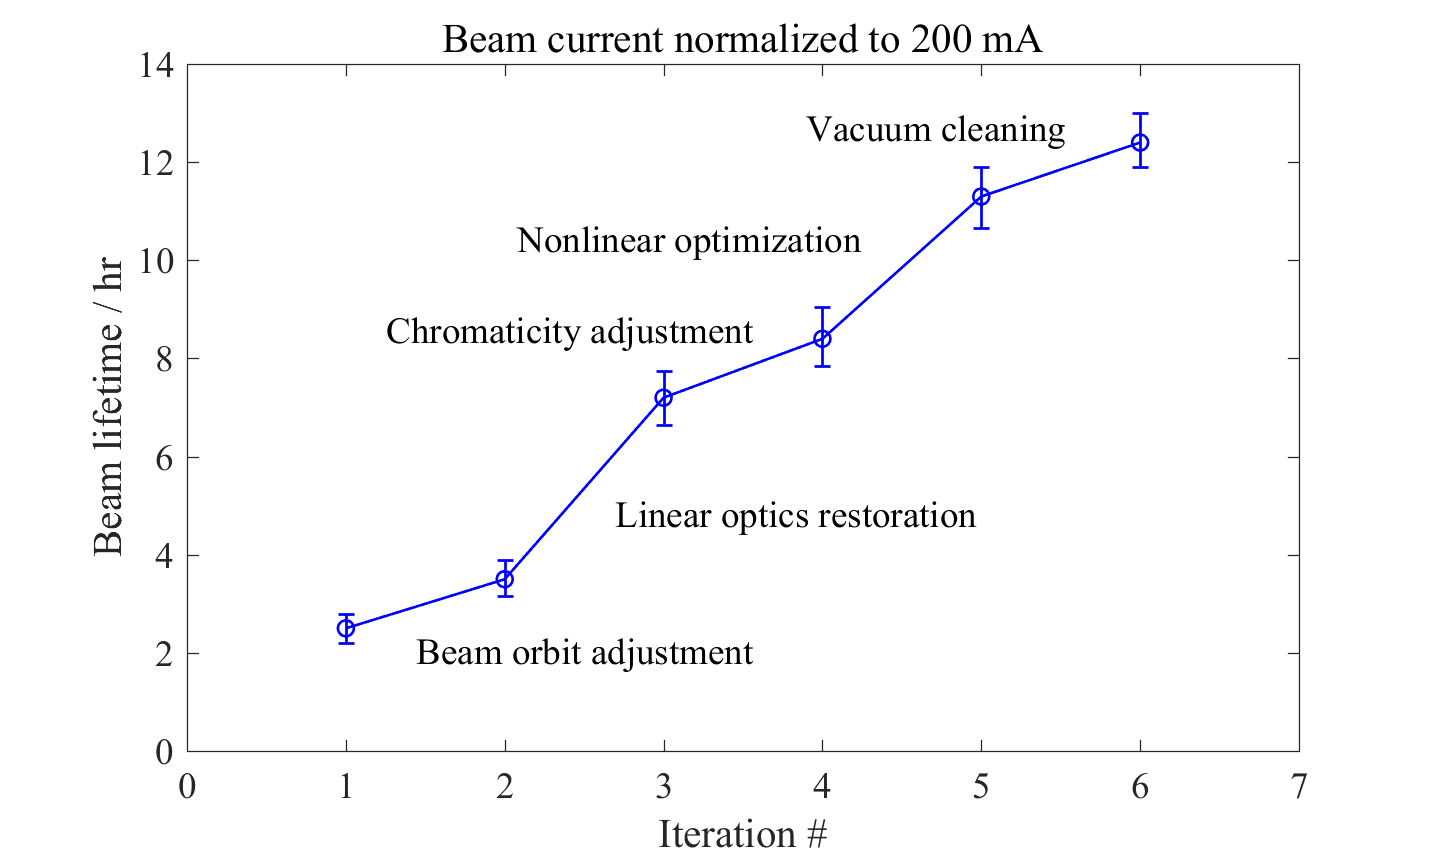 Beam current normalized to 200 mA
14
12
10
8
6
4
2
0
Beam lifetime / hr
Vacuum cleaning
Nonlinear optimization
Chromaticity adjustment
Linear optics restoration
Beam orbit adjustment
0 1 2 3 4 5 6 7
Iteration #